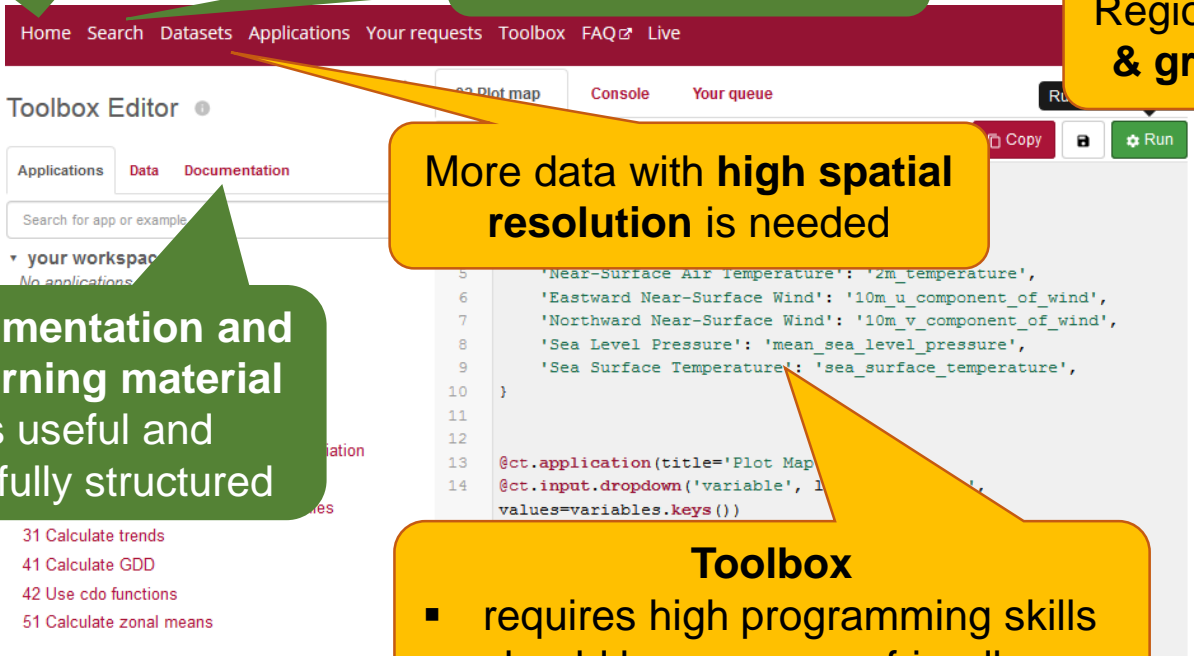 Home Search Datasets Applications Your requests Toolbox FAQ Live
& gr
Toolbox Editor
Plot map Console Your queue
Copy Run
Applications Data Documentation
More data with high spatial
resolution is needed
Search for app or example
your
No applications
5 'Near-Surface Air Temperature': '2m_temperature',
6 'Eastward Near-Surface Wind': '10m_u_component_of_wind',
7 'Northward Near-Surface Wind': '10m_v_component_of_wind',
8 'Sea Level Pressure': 'mean_sea_level_pressure',
9 'Sea Surface Temperature': 'sea_surface_temperature',
10 }
11
12
13 @ct.application(title='Plot Map
14 @ct.input.dropdown('variable',
values=variables.keys())
mentation and
rning material
s useful and
fully structured
iation
31 Calculate trends
41 Calculate GDD
42 Use cdo functions
51 Calculate zonal means
Toolbox
▪ requires high programming skills